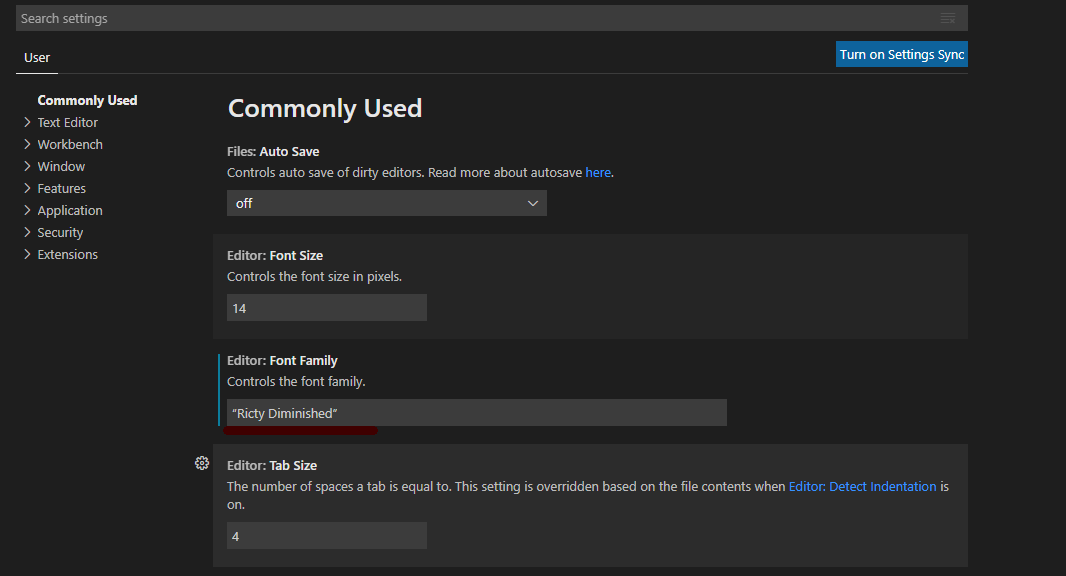 Search settings
User
Turn on Settings Sync
Commonly Used
Text Editor
Workbench
Window
Features
Application
Security
Extensions
Commonly Used
Files: Auto Save
Controls auto save of dirty editors. Read more about autosave here.
off
Editor: Font Size
Controls the font size in pixels.
14
Editor: Font Family
Controls the font family.
“Ricty Diminished”
Editor: Tab Size
The number of spaces a tab is equal to. This setting is overridden based on the file contents when Editor: Detect Indentation is
on.
4